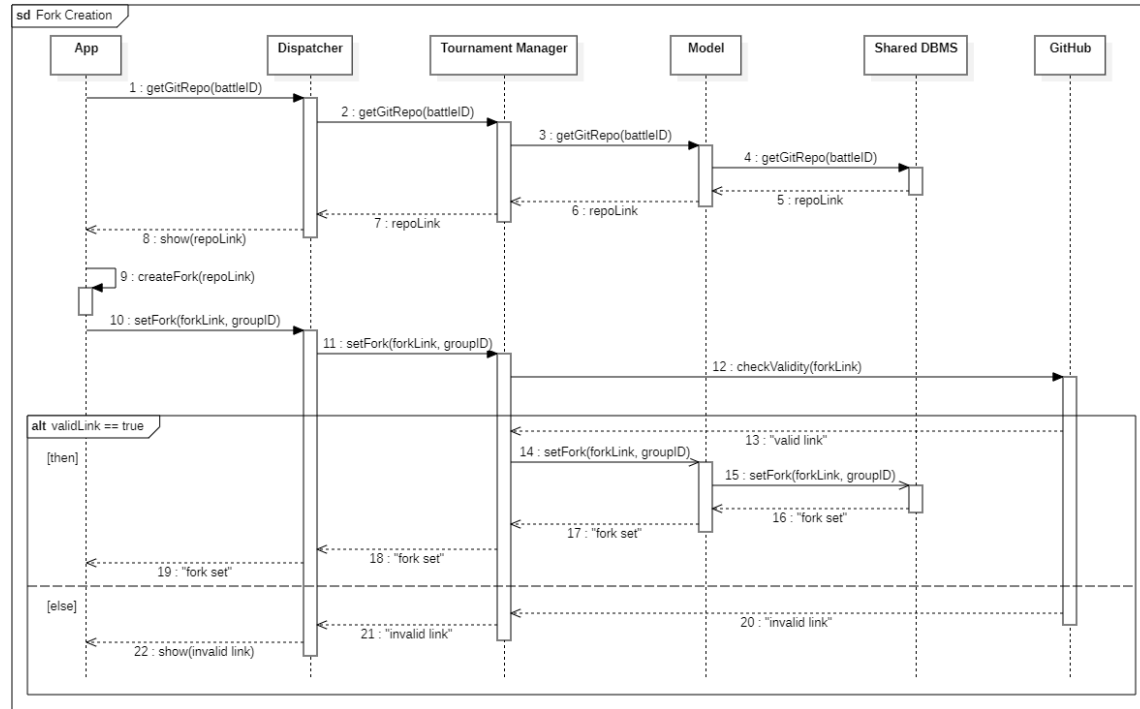 sd Fork Creation
App
Dispatcher
Tournament Manager
Model
Shared DBMS
GitHub
1 : getGitRepo(battleID)
2 : getGitRepo(battleID)
3 : getGitRepo(battleID)
4 : getGitRepo(battleID)
5 : repoLink
6 : repoLink
7 : repoLink
8 : show(repoLink)
9 : createFork(repoLink)
10 : setFork(forkLink, groupID)
11 : setFork(forkLink, groupID)
12 : checkValidity(forkLink)
alt validLink == true
13 : "valid link"
[then]
14 : setFork(forkLink, groupID)
15 : setFork(forkLink, groupID)
16 : "fork set"
17 : "fork set"
18 : "fork set"
19 : "fork set"
[else]
20 : "invalid link"
21 : "invalid link"
22 : show(invalid link)